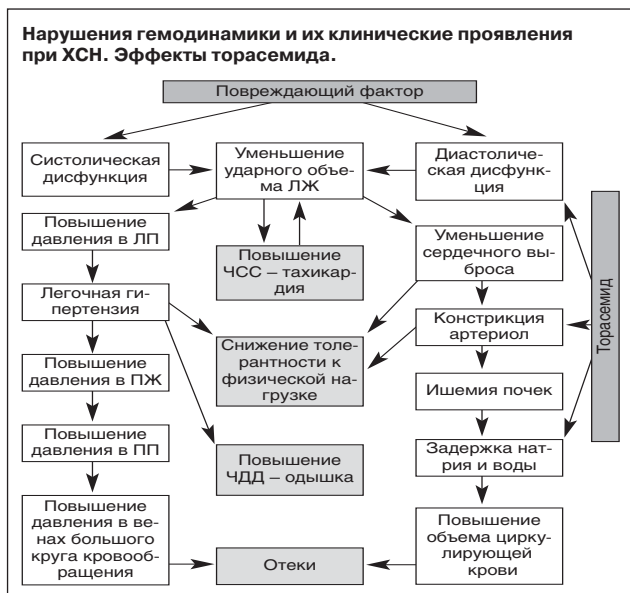 Нарушения гемодинамики и их клинические проявления
при ХСН. Эффекты торасемида.
Повреждающий фактор
Систолическая
дисфункция
Уменьшение
ударного объе-
ма ЛЖ
Диастоличе-
ская дисфунк-
ция
Повышение
давления в ЛП
Повышение
ЧСС – тахикар-
дия
Уменьшение
сердечного вы-
броса
Торасемид
Легочная ги-
пертензия
Снижение толе-
рантности к
физической на-
грузке
Констрикция
артериол
Повышение
давления в ПЖ
Ишемия почек
Повышение
давления в ПП
Повышение
ЧДД – одышка
Задержка нат-
рия и воды
Повышение
давления в ве-
нах большого
круга кровооб-
ращения
Отеки
Повышение
объема цирку-
лирующей
крови